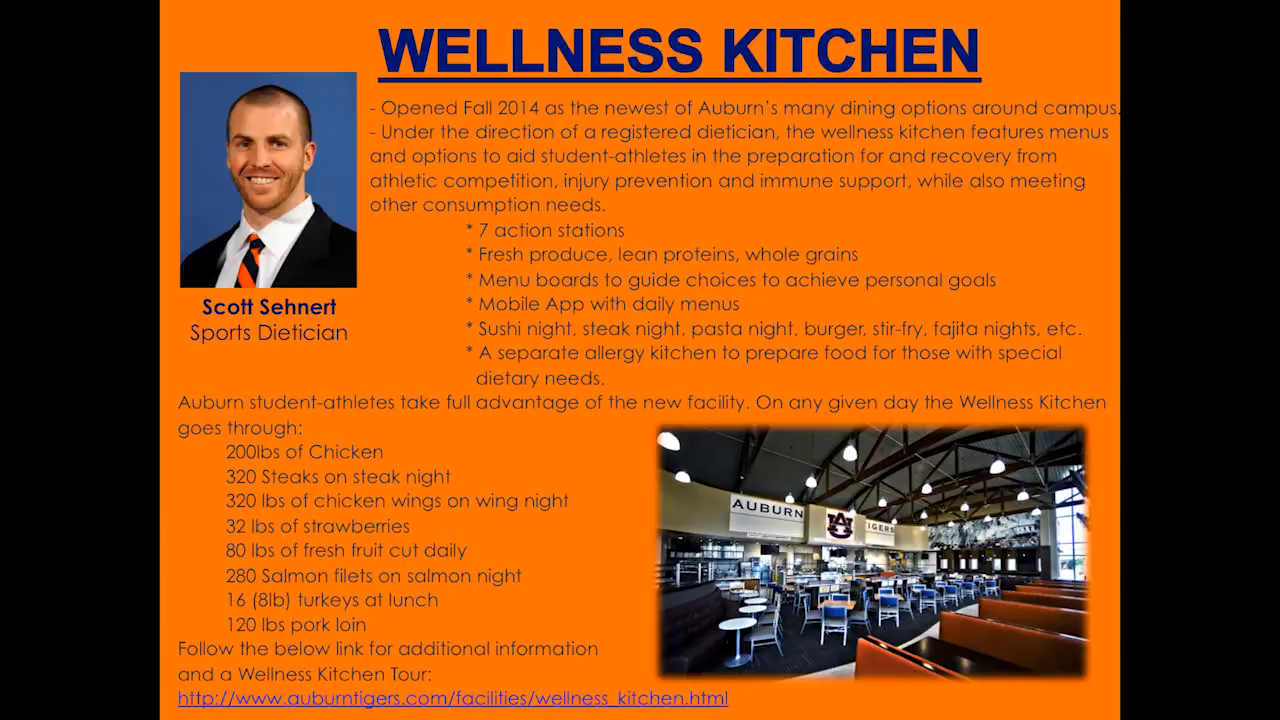 WELLNESS KITCHEN
- Opened Fall 2014 as the newest of Auburn's many dining options around campus.
- Under the direction of a registered dietician, the wellness kitchen features menus
and options to aid student-athletes in the preparation for and recovery from
athletic competition, injury prevention and immune support, while also meeting
other consumption needs.
* 7 action stations
* Fresh produce, lean proteins, whole grains
* Menu boards to guide choices to achieve personal goals
* Mobile App with daily menus
* Sushi night, steak night, pasta night, burger, stir-fry, fajita nights, etc.
* A separate allergy kitchen to prepare food for those with special
dietary needs.
Scott Sehnert
Sports Dietician
Auburn student-athletes take full advantage of the new facility. On any given day the Wellness Kitchen
goes through:
200lbs of Chicken
320 Steaks on steak night
320 lbs of chicken wings on wing night
32 lbs of strawberries
80 lbs of fresh fruit cut daily
280 Salmon filets on salmon night
16 (8lb) turkeys at lunch
120 lbs pork loin
Follow the below link for additional information
and a Wellness Kitchen Tour:
http://www.auburntigers.com/facilities/wellness_kitchen.html
AUBURN
AU
TIGERS